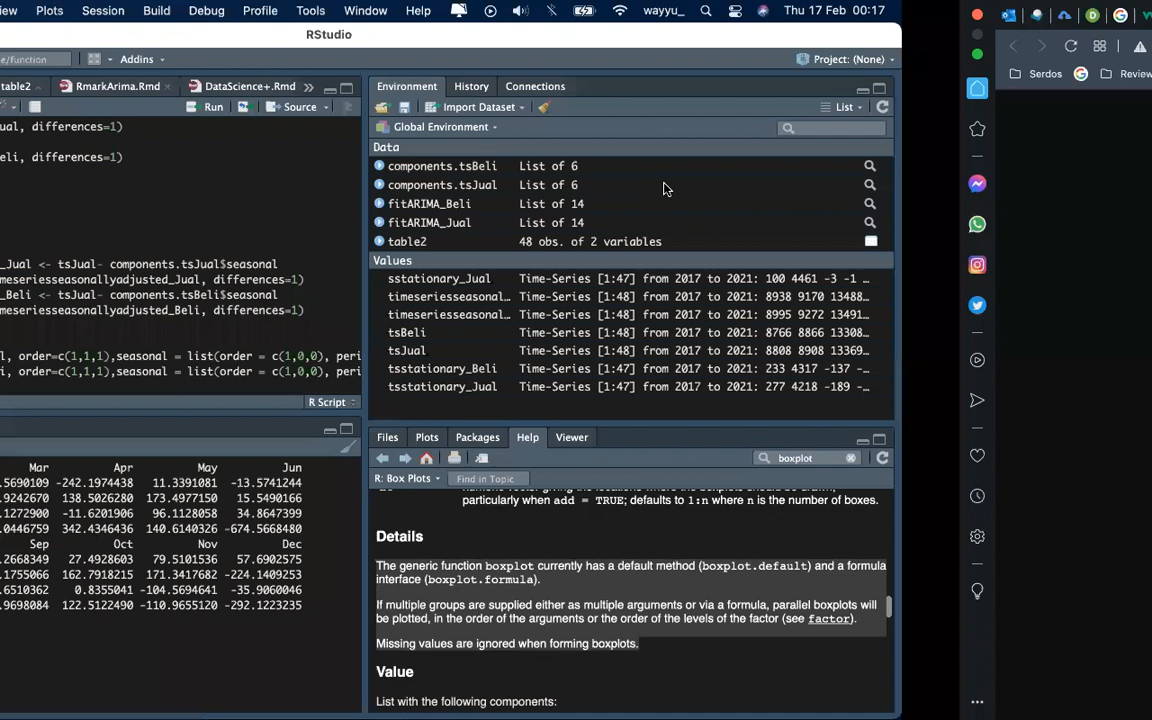 ew Plots Session Build Debug Profile Tools Window Help wayyu_ Thu 17 Feb 00:17
RStudio
e/function Addins Project: (None)
table2 RmarkArima.Rmd × DataScience+.Rmd
Run Source
ual, differences=1)
eli, differences=1)
_Jual <- tsJual- components.tsJual$seasonal
meseriesseasonallyadjusted_Jual, differences=1)
_Beli <- tsJual- components.tsBeli$seasonal
meseriesseasonallyadjusted_Beli, differences=1)
l, order=c(1,1,1),seasonal = list(order = c(1,0,0), peri
i, order=c(1,1,1),seasonal = list(order = c(1,0,0), peri
R Script
Mar Apr May Jun
.5690109 -242.1974438 11.3391081 -13.5741244
.9242670 138.5026280 173.4977150 15.5490166
.1272900 -11.6201906 96.1128058 34.8647399
.0446759 342.4346436 140.6140326 -674.5668480
Sep Oct Nov Dec
.2668349 27.4928603 79.5101536 57.6902575
.1755066 162.7918215 171.3417682 -224.1409253
.6510362 0.8355041 -104.5694641 -35.9060046
.9698084 122.5122490 -110.9655120 -292.1223235
Environment History Connections
Import Dataset List
Global Environment
Data
components.tsBeli List of 6
components.tsJual List of 6
fitARIMA_Beli List of 14
fitARIMA_Jual List of 14
table2 48 obs. of 2 variables
Values
sstationary_Jual Time-Series [1:47] from 2017 to 2021: 100 4461 -3 -1 …
timeseriesseasonal… Time-Series [1:48] from 2017 to 2021: 8938 9170 13488…
timeseriesseasonal… Time-Series [1:48] from 2017 to 2021: 8995 9272 13491…
tsBeli Time-Series [1:48] from 2017 to 2021: 8766 8866 13308…
tsJual Time-Series [1:48] from 2017 to 2021: 8808 8908 13369…
tsstationary_Beli Time-Series [1:47] from 2017 to 2021: 233 4317 -137 -…
tsstationary_Jual Time-Series [1:47] from 2017 to 2021: 277 4218 -189 -…
Files Plots Packages Help Viewer
boxplot
R: Box Plots Find in Topic
particularly when add = TRUE; defaults to 1:n where n is the number of boxes.
Details
The generic function boxplot currently has a default method (boxplot.default) and a formula
interface (boxplot.formula).
If multiple groups are supplied either as multiple arguments or via a formula, parallel boxplots will
be plotted, in the order of the arguments or the order of the levels of the factor (see factor).
Missing values are ignored when forming boxplots.
Value
List with the following components:
Serdos Review